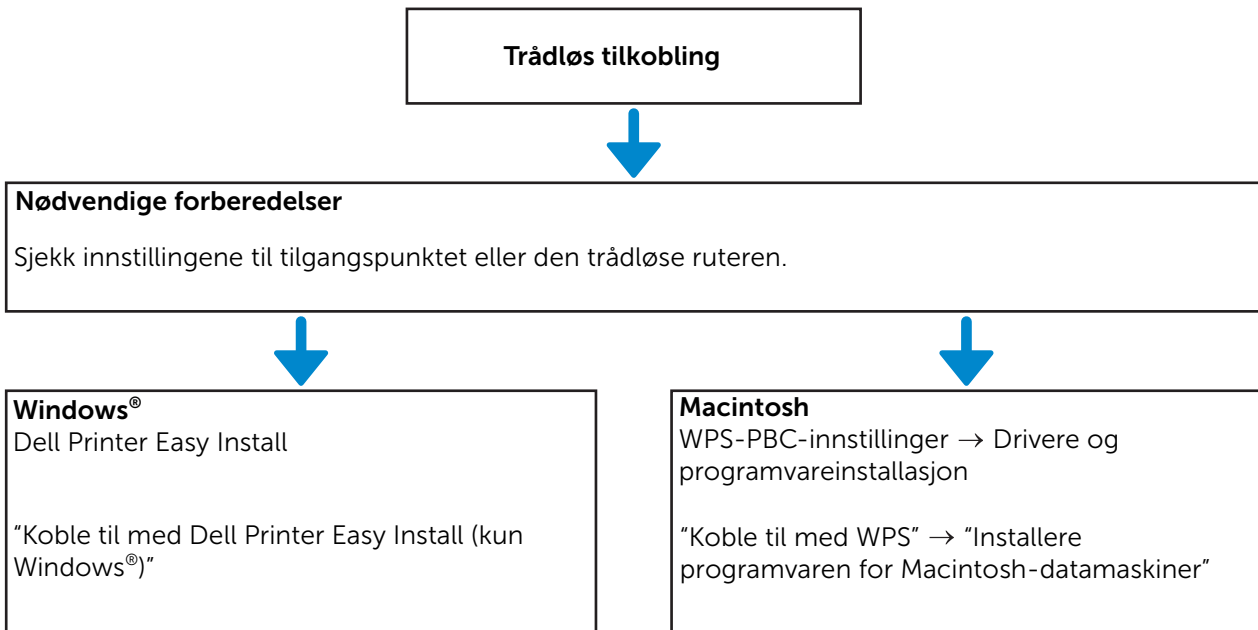 Trådløs tilkobling
Nødvendige forberedelser
Sjekk innstillingene til tilgangspunktet eller den trådløse ruteren.
Windows®
Dell Printer Easy Install
“Koble til med Dell Printer Easy Install (kun
Windows®)”
Macintosh
WPS-PBC-innstillinger → Drivere og
programvareinstallasjon
“Koble til med WPS” → “Installere
programvaren for Macintosh-datamaskiner”